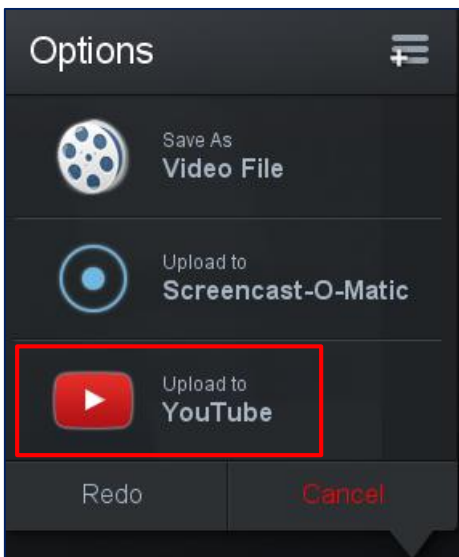 Options
Save As
Video File
Upload to
Screencast-O-Matic
Upload to
YouTube
Redo Cancel